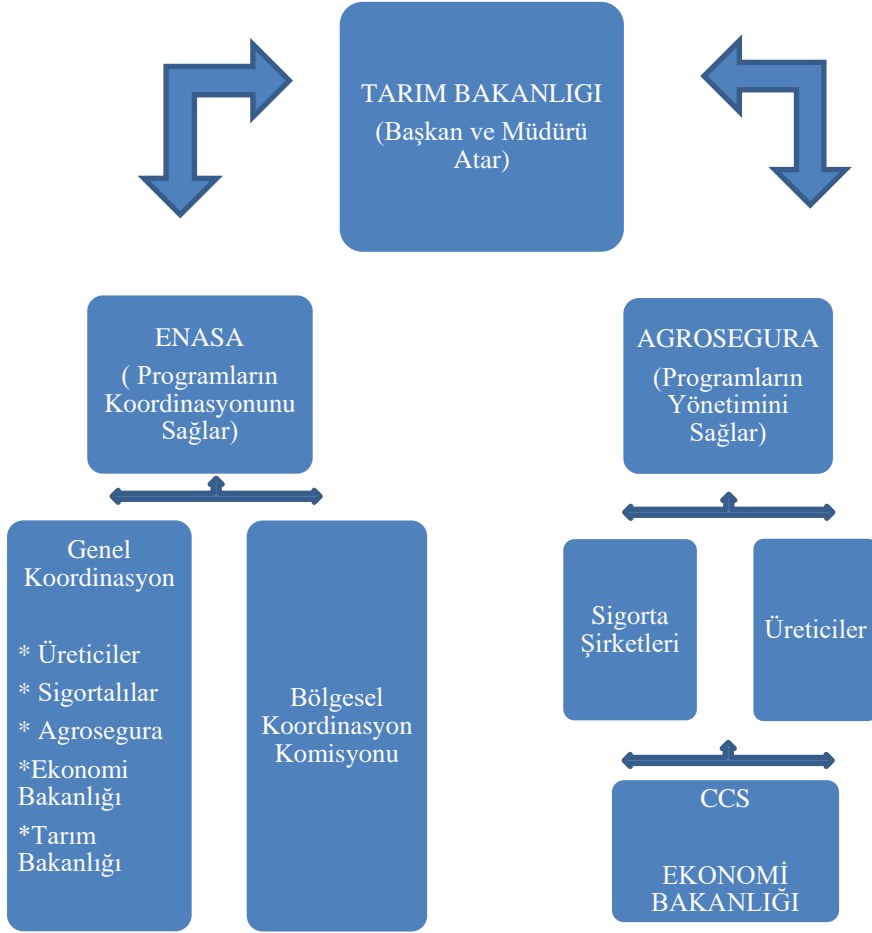 TARIM BAKANLIGI
(Başkan ve Müdürü
Atar)
ENASA
( Programların
Koordinasyonunu
Sağlar)
AGROSEGURA
(Programların
Yönetimini
Sağlar)
Genel
Koordinasyon
* Üreticiler
* Sigortalılar
* Agrosegura
*Ekonomi
Bakanlığı
*Tarım
Bakanlığı
Bölgesel
Koordinasyon
Komisyonu
Sigorta
Şirketleri
Üreticiler
CCS
EKONOMİ
BAKANLIĞI